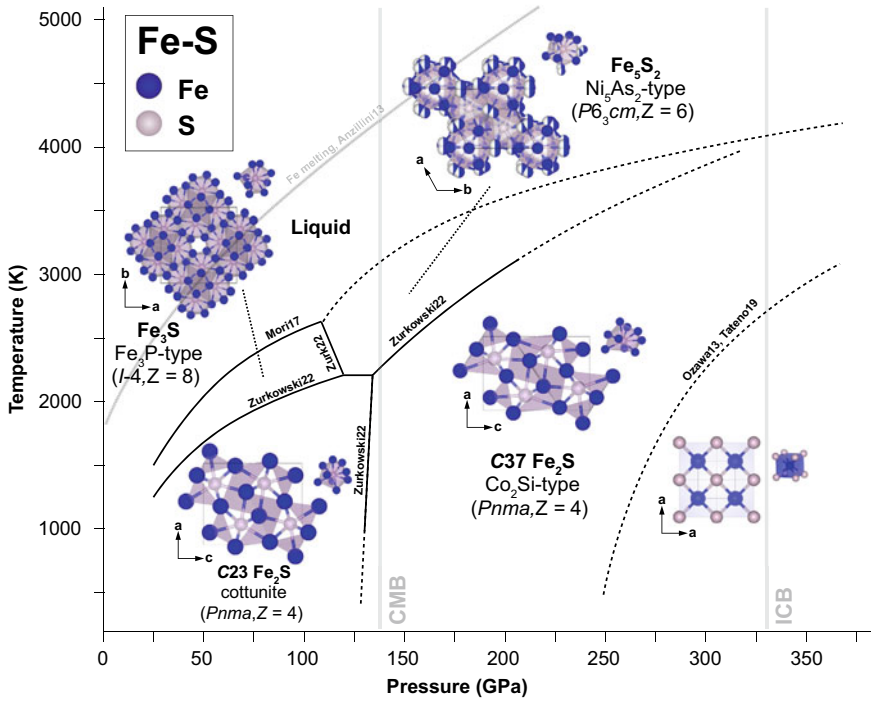 5000
4000
3000
2000
1000
Temperature (K)
Fe-S
Fe
S
Fe melting, Anzillini13
Fe5S2
Ni5As2-type
(P63cm,Z = 6)
a
b
Liquid
b
a
Fe3S
Fe3P-type
(I-4,Z = 8)
Mori17
Zurk22
Zurkowski22
Zurkowski22
Zurkowski22
Ozawa13, Tateno19
a
c
C37 Fe2S
Co2Si-type
(Pnma,Z = 4)
a
a
a
c
C23 Fe2S
cottunite
(Pnma,Z = 4)
CMB
ICB
0
50
100
150
200
250
300
350
Pressure (GPa)